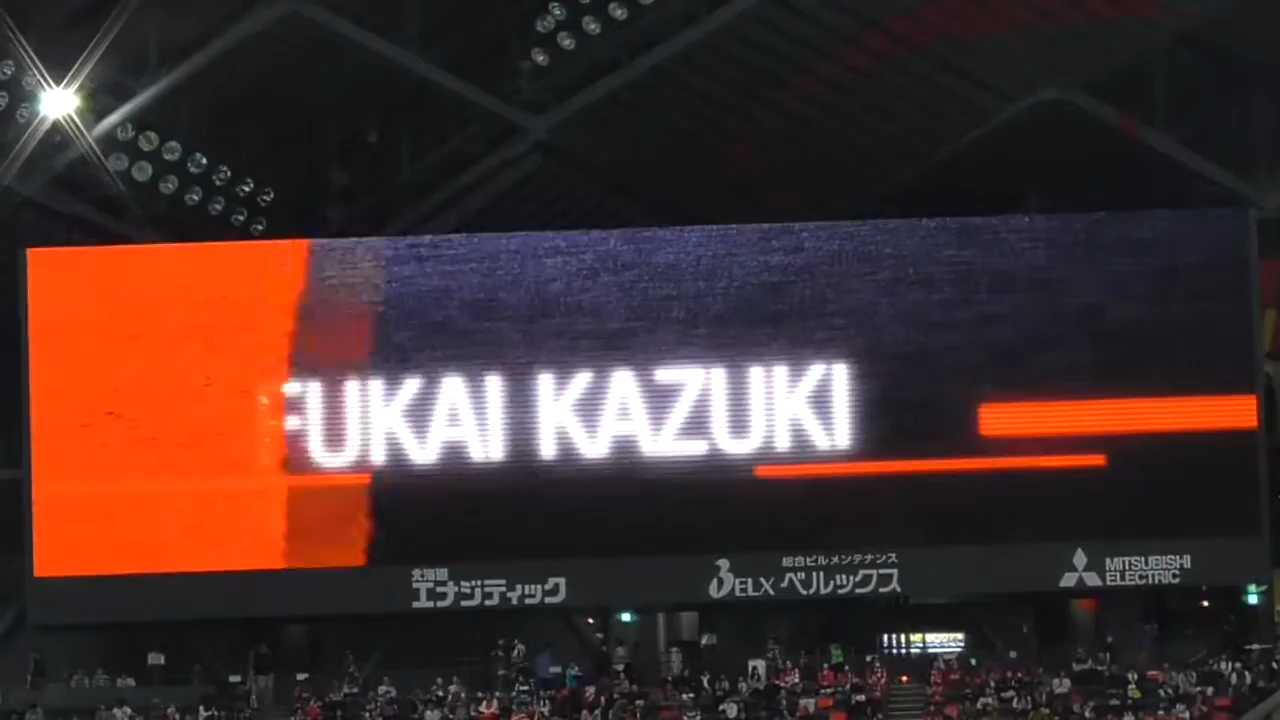 FUKAI KAZUKI
北海道
エナジティック
総合ビルメンテナンス
BELX ベルックス
MITSUBISHI
ELECTRIC